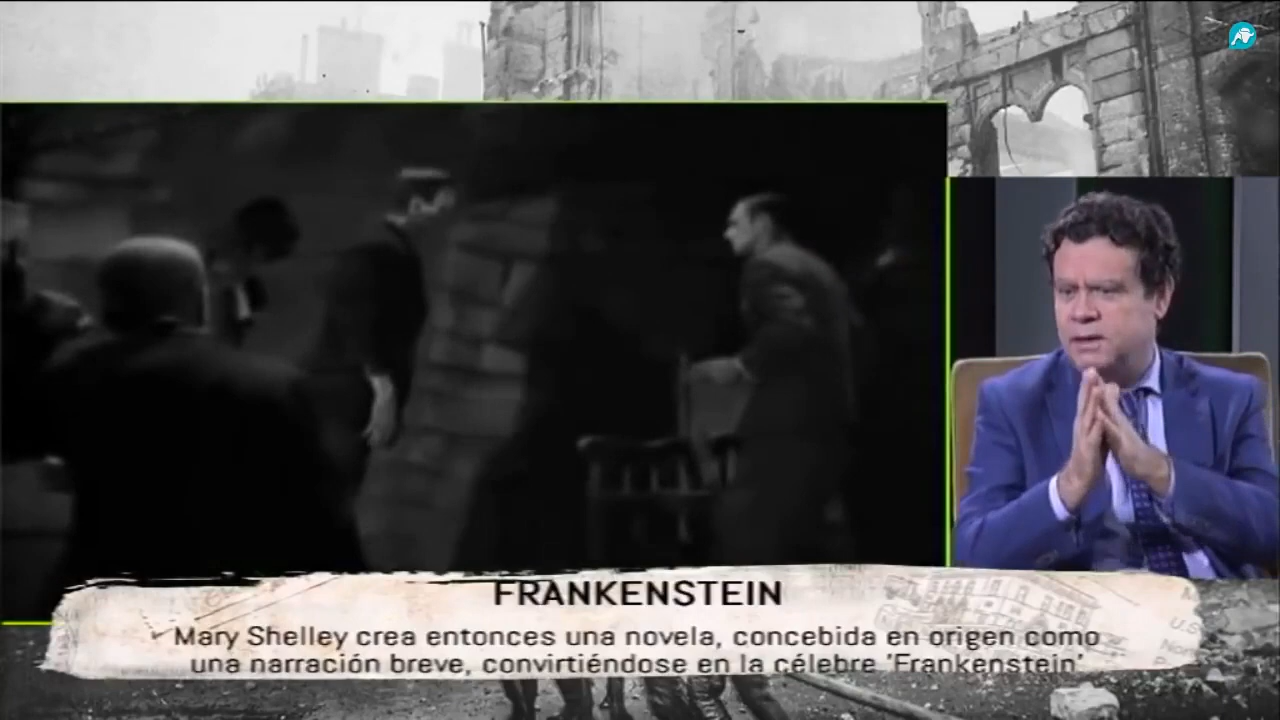 FRANKENSTEIN
Mary Shelley crea entonces una novela, concebida en origen como
una narración breve, convirtiéndose en la célebre 'Frankenstein'